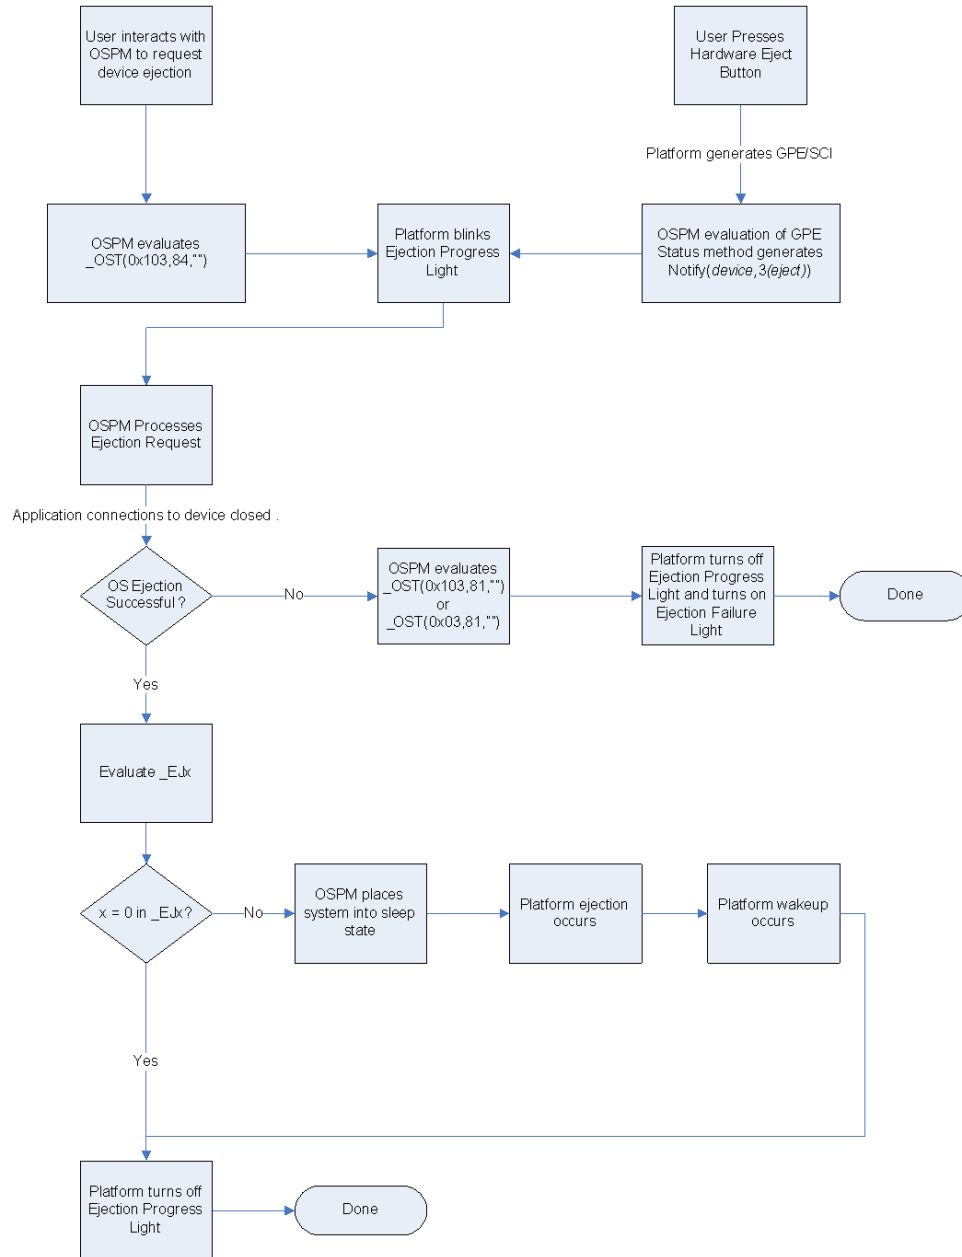 User interacts with
OSPM to request
device ejection
User Presses
Hardware Eject
Button
Platform generates GPE/SCI
OSPM evaluates
_OST(0x103,84,"")
Platform blinks
Ejection Progress
Light
OSPM evaluation of GPE
Status method generates
Notify(device,3(eject))
OSPM Processes
Ejection Request
Application connections to device closed .
OS Ejection
Successful ?
No
OSPM evaluates
_OST(0x103,81,"")
or
_OST(0x03,81,"")
Platform turns off
Ejection Progress
Light and turns on
Ejection Failure
Light
Done
Yes
Evaluate _EJx
x = 0 in _EJx?
No
OSPM places
system into sleep
state
Platform ejection
occurs
Platform wakeup
occurs
Yes
Platform turns off
Ejection Progress
Light
Done